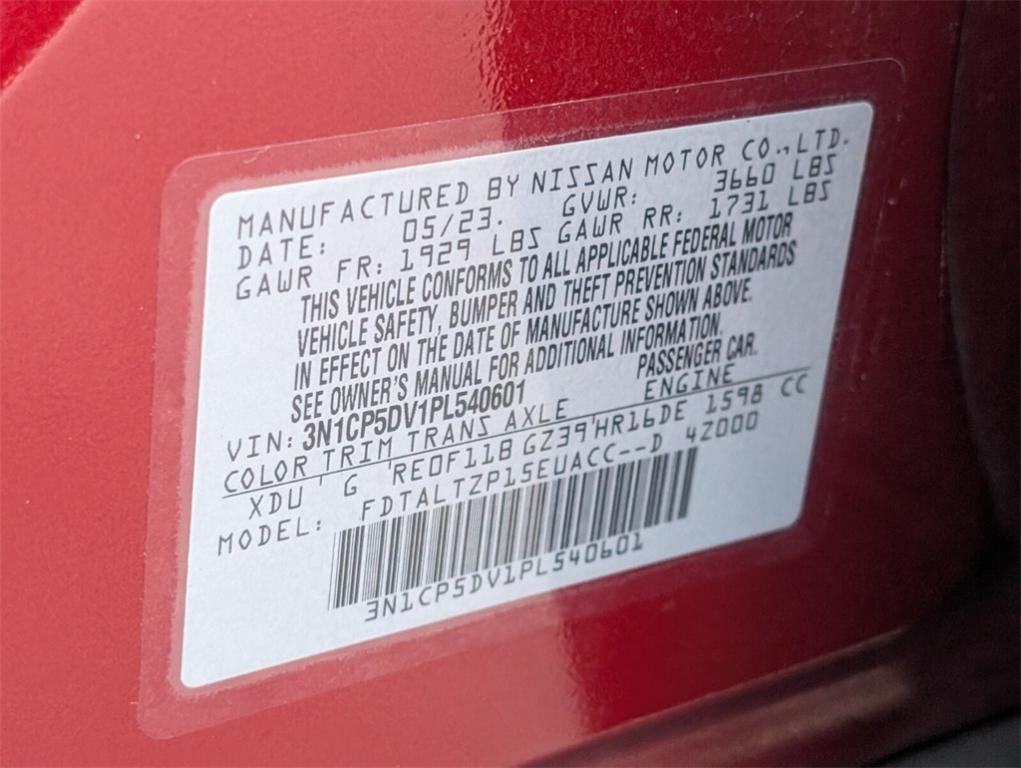 MANUFACTURED BY NISSAN MOTOR CO., LTD.
DATE: 05/23. GVWR: 3660 LBS
GAWR FR: 1929 LBS GAWR RR: 1731 LBS
THIS VEHICLE CONFORMS TO ALL APPLICABLE FEDERAL MOTOR
VEHICLE SAFETY, BUMPER AND THEFT PREVENTION STANDARDS
IN EFFECT ON THE DATE OF MANUFACTURE SHOWN ABOVE.
SEE OWNER'S MANUAL FOR ADDITIONAL INFORMATION.
VIN: 3N1CP5DV1PL540601 PASSENGER CAR.
COLOR TRIM TRANS AXLE ENGINE
XDU ' G 'RE0F11B GZ39'HR16DE 1598 CC
MODEL: FDTALTZP15EUACC--D 4Z000
3N1CP5DV1PL540601